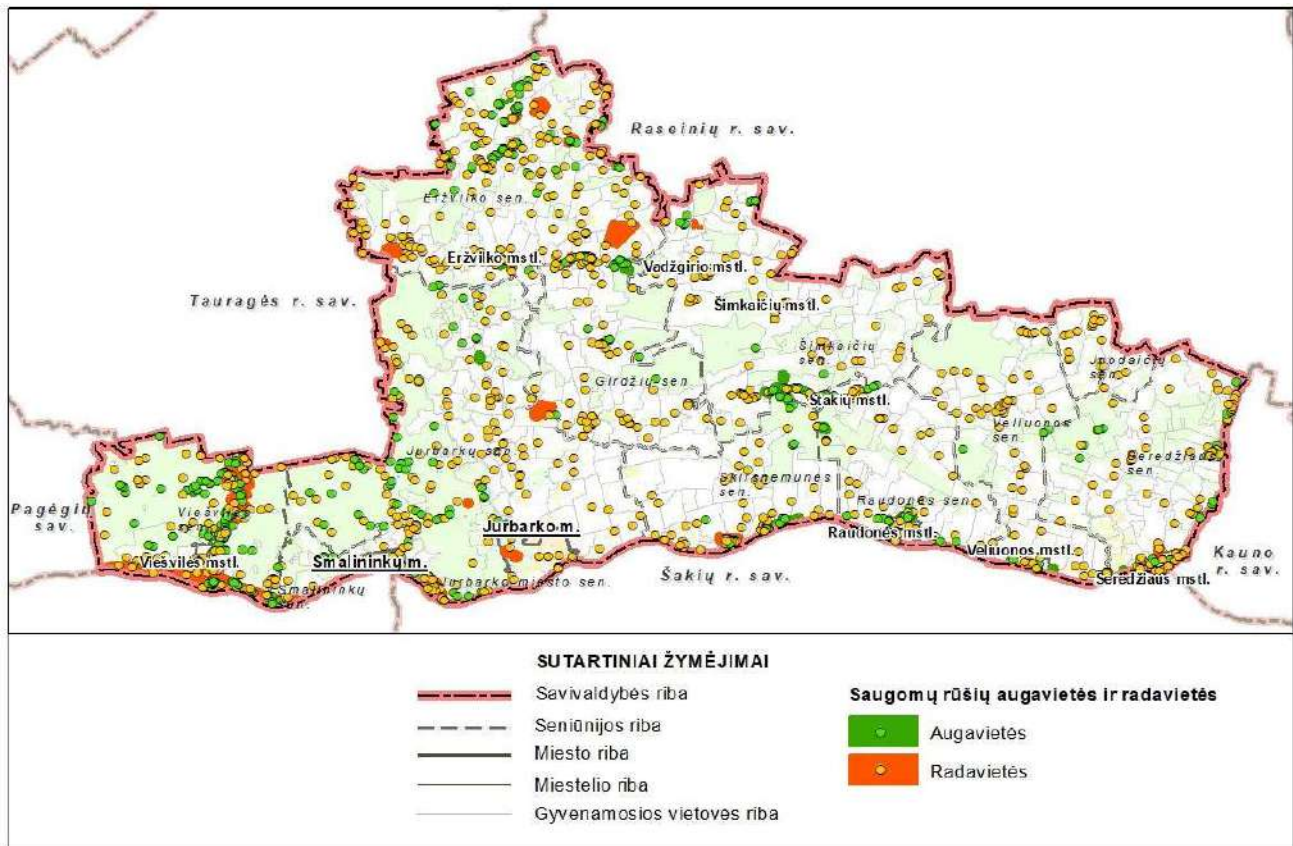 Raseinių r. sav.
Eržvilko sen.
Eržvilko mstl.
Vadžgirio mstl.
Tauragės r. sav.
Šimkaičių mstl.
Šimkaičių
sen.
Juodaičių
sen.
Girdžių sen.
Stakių mstl.
Veliuonos
sen.
Jurbarkų sen.
Seredžiaus
sen.
Skirsnemunės
sen.
Raudonės sen.
Pagėgių
sav.
Viešvilės
sen.
Jurbarko m.
Raudonės mstl.
Viešvilės mstl.
Smalininkų m.
Veliuonos mstl.
Kauno
r. sav.
Šakių r. sav.
Jurbarko miesto sen.
Seredžiaus mstl.
Smalininkų
sen.
SUTARTINIAI ŽYMĖJIMAI
Savivaldybės riba
Seniūnijos riba
Miesto riba
Miestelio riba
Gyvenamosios vietovės riba
Saugomų rūšių augavietės ir radavietės
Augavietės
Radavietės